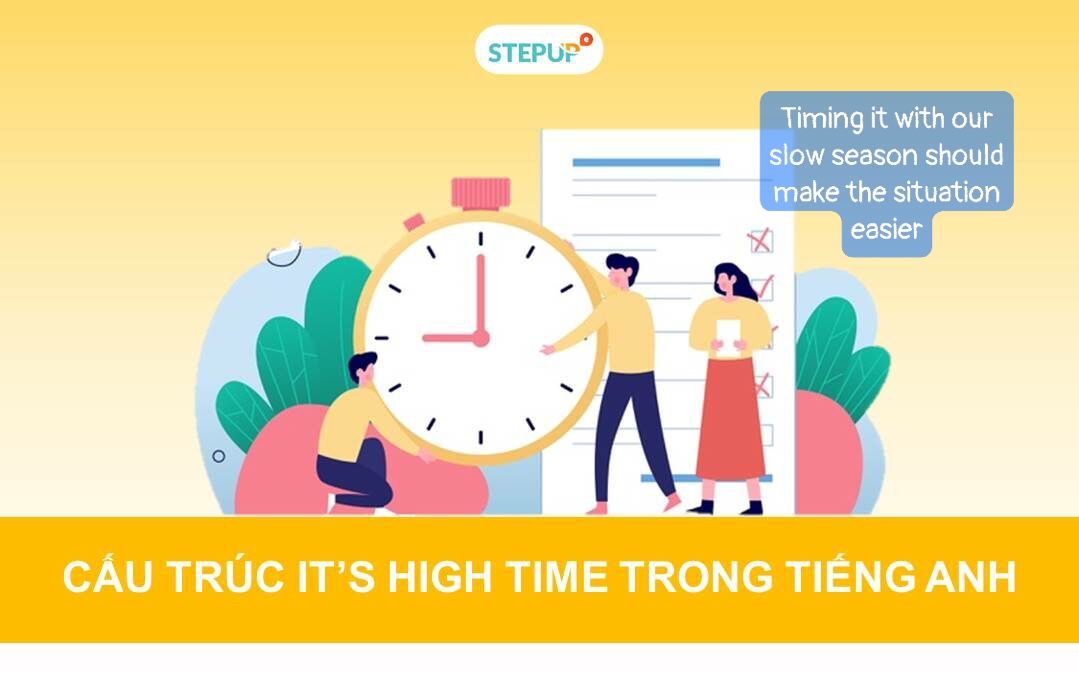 STEPUP
Timing it with our
slow season should
make the situation
easier
CẤU TRÚC IT’S HIGH TIME TRONG TIẾNG ANH